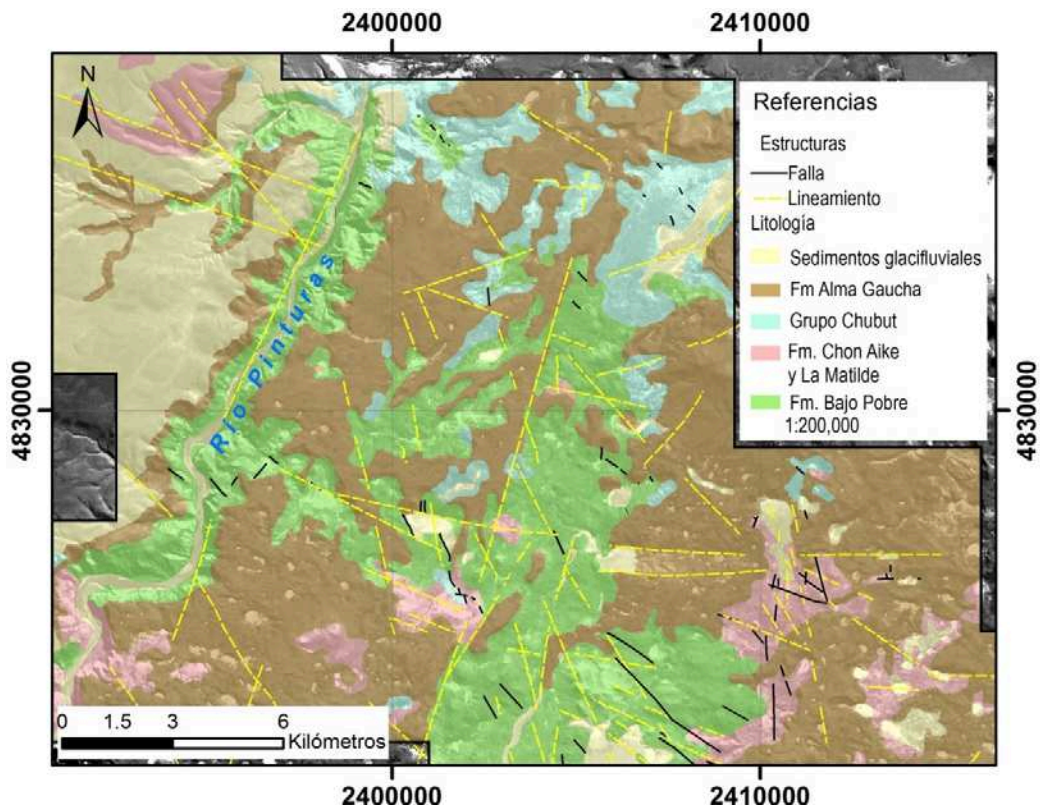 2400000 2410000
N
Referencias
Estructuras
Falla
Lineamiento
Litología
Sedimentos glacifluviales
Fm Alma Gaucha
Grupo Chubut
Fm. Chon Aike
y La Matilde
Fm. Bajo Pobre
1:200,000
Río Pinturas
4830000 4830000
0 1.5 3 6
Kilómetros
2400000 2410000